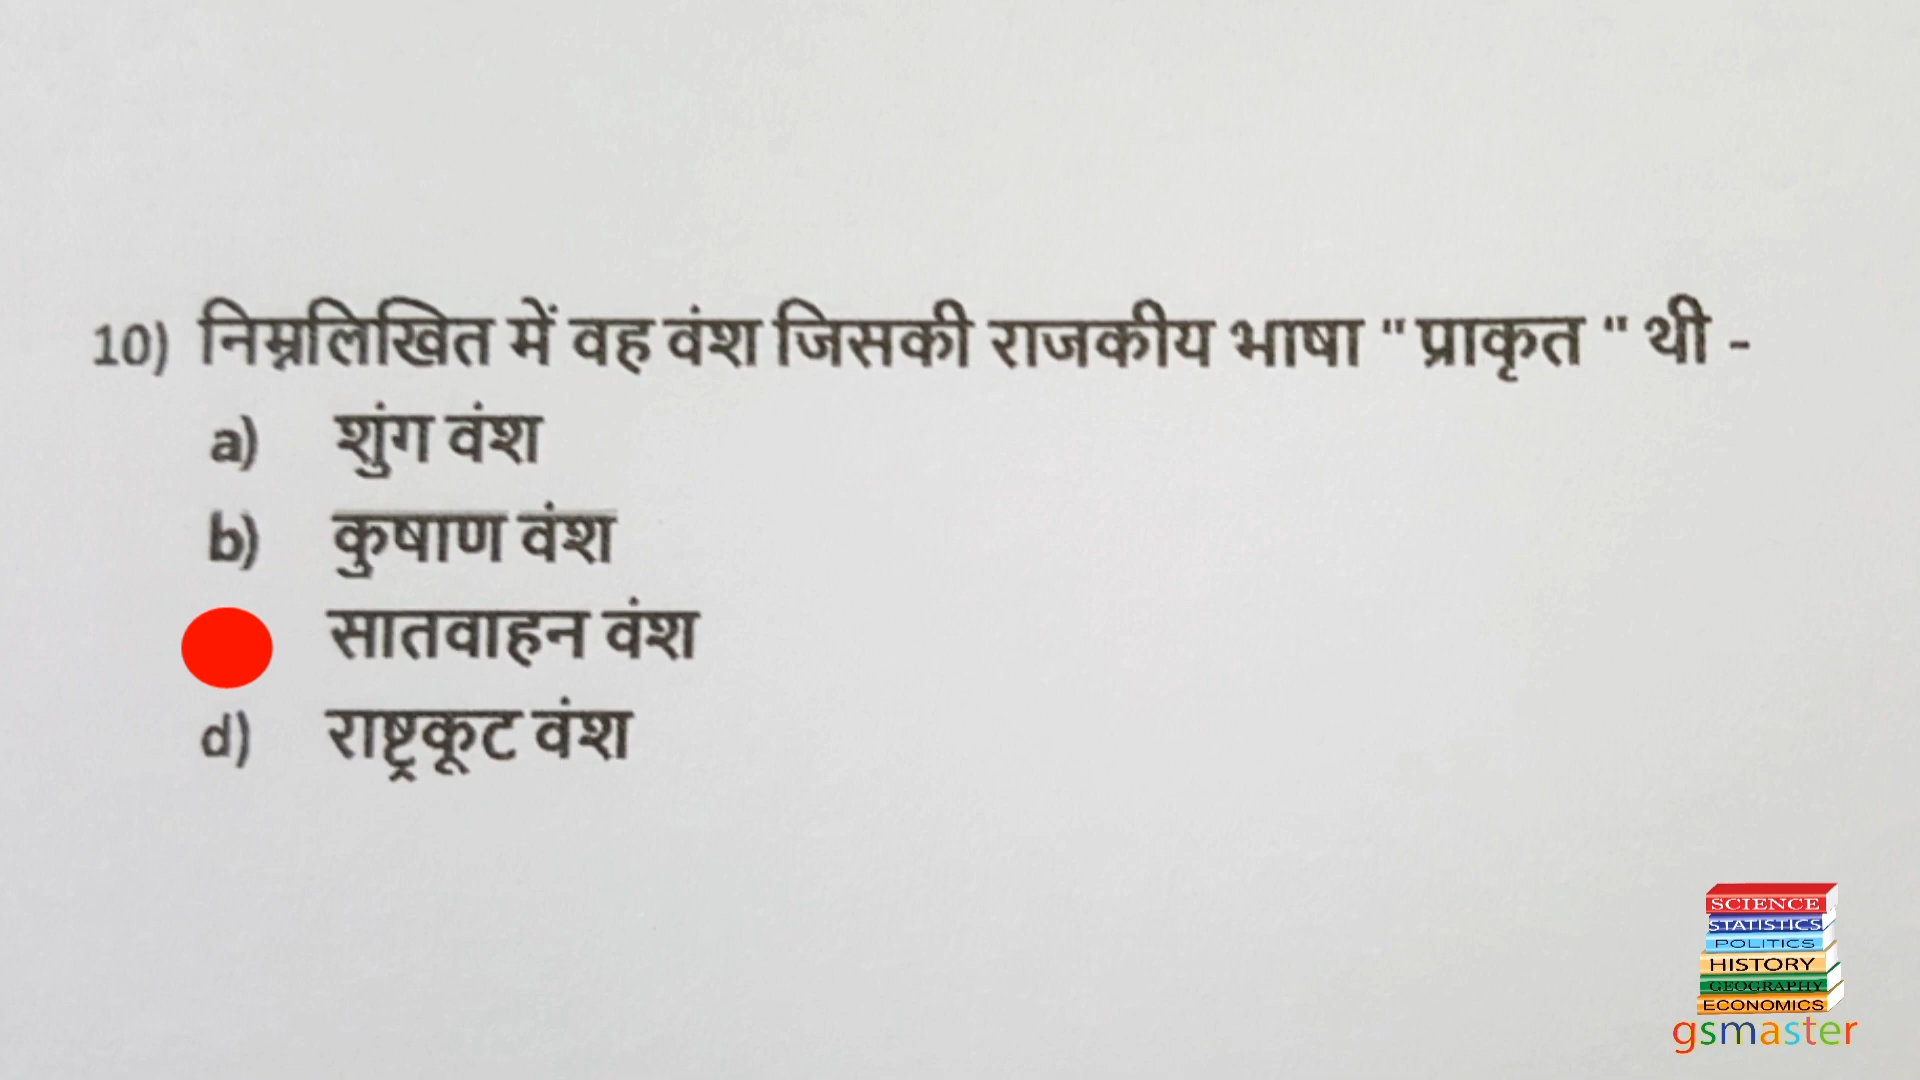 10) निम्नलिखित में वह वंश जिसकी राजकीय भाषा " प्राकृत " थी -
a) शुंग वंश
b) कुषाण वंश
सातवाहन वंश
d) राष्ट्रकूट वंश
SCIENCE
STATISTICS
POLITICS
HISTORY
GEOGRAPHY
ECONOMICS
gsmaster